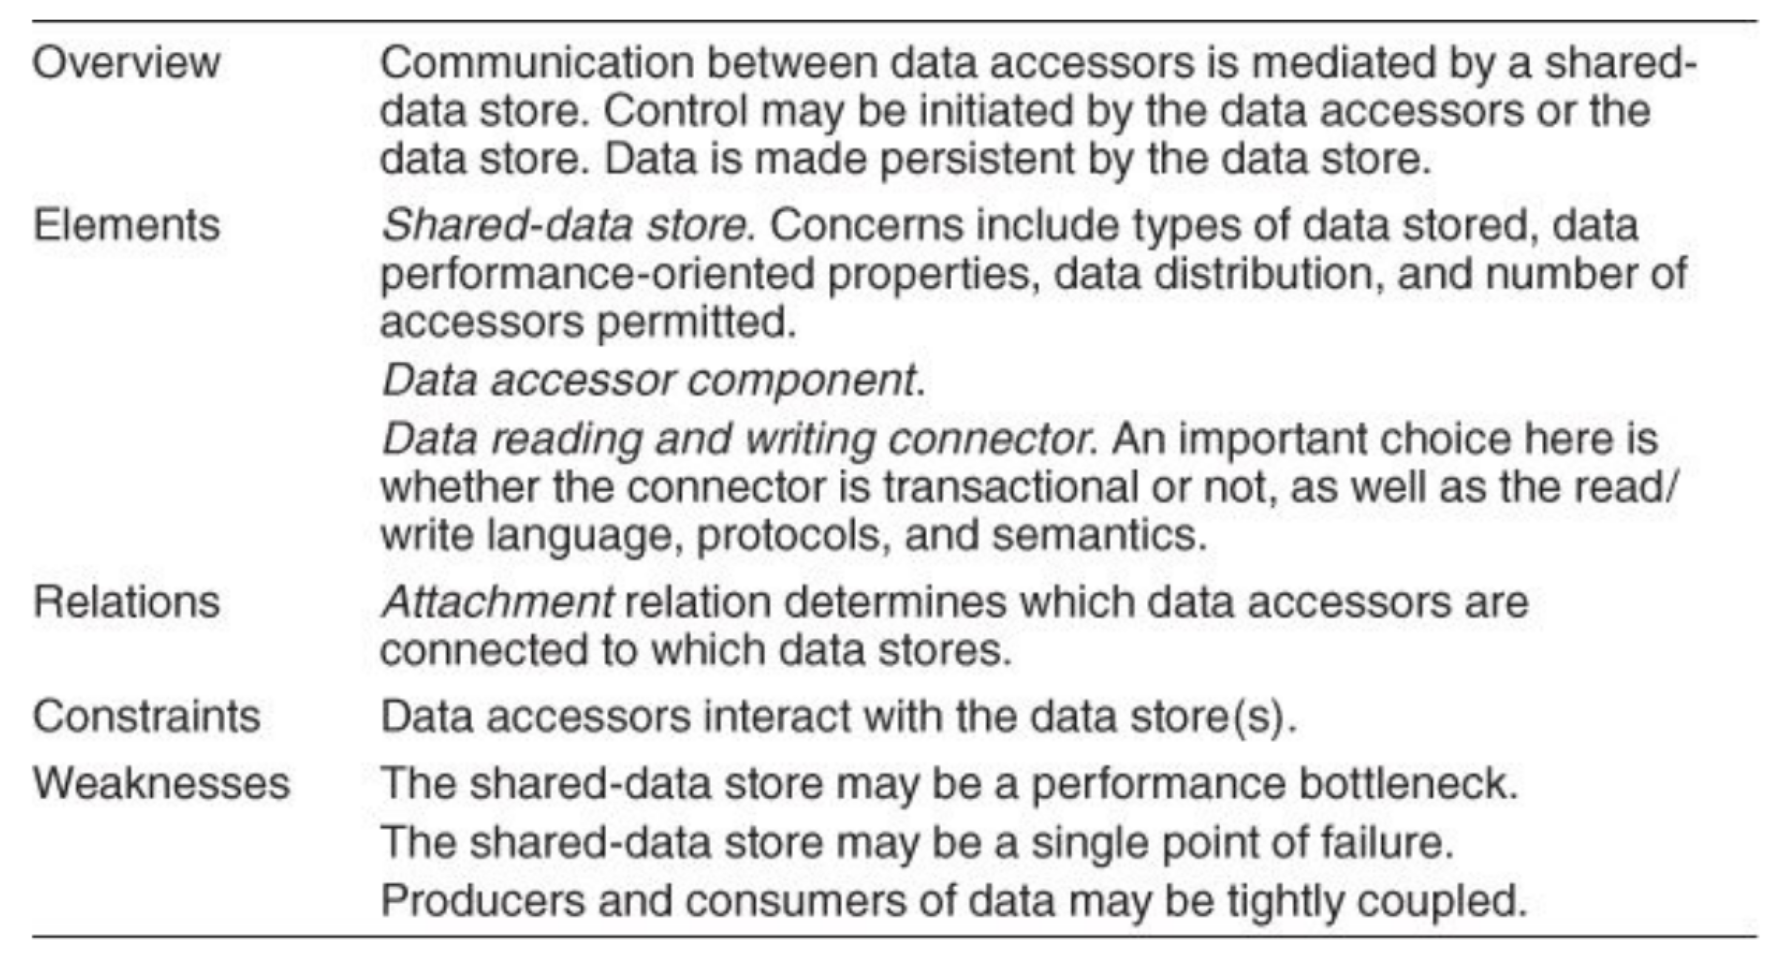 Overview Communication between data accessors is mediated by a shared-
data store. Control may be initiated by the data accessors or the
data store. Data is made persistent by the data store.
Elements Shared-data store. Concerns include types of data stored, data
performance-oriented properties, data distribution, and number of
accessors permitted.
Data accessor component.
Data reading and writing connector. An important choice here is
whether the connector is transactional or not, as well as the read/
write language, protocols, and semantics.
Relations Attachment relation determines which data accessors are
connected to which data stores.
Constraints Data accessors interact with the data store(s).
Weaknesses The shared-data store may be a performance bottleneck.
The shared-data store may be a single point of failure.
Producers and consumers of data may be tightly coupled.